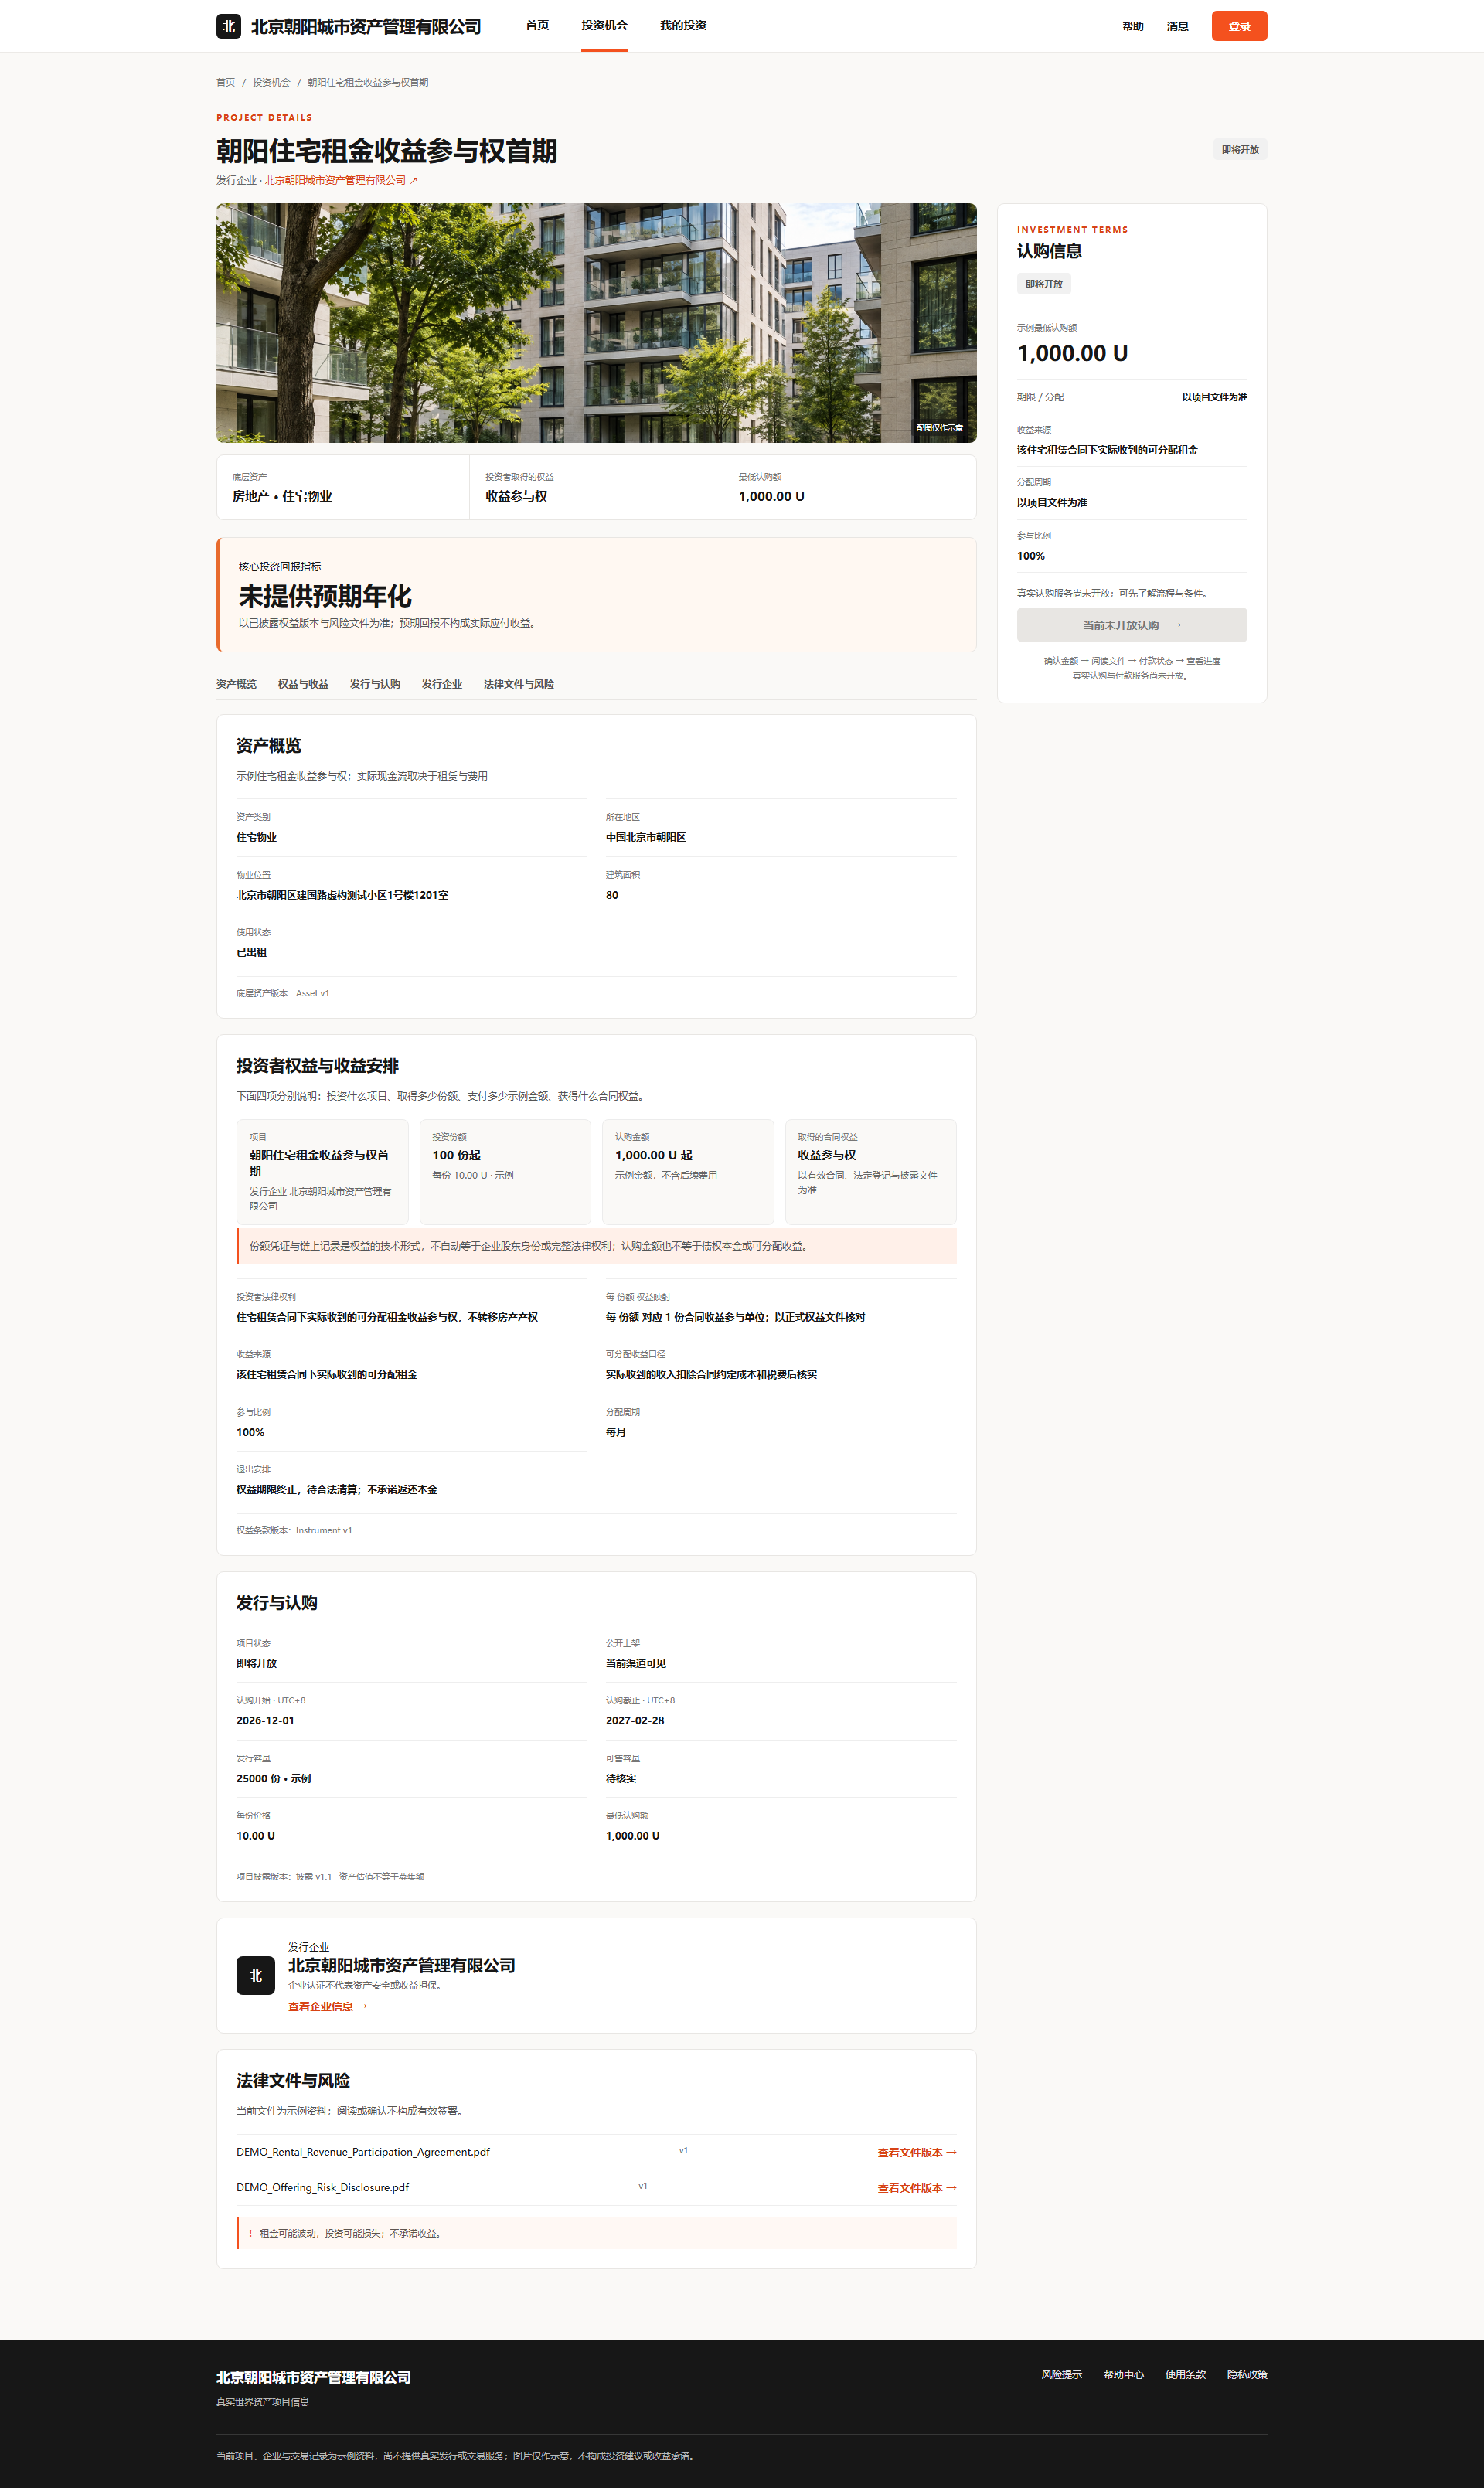 北 北京朝阳城市资产管理有限公司 首页 投资机会 我的投资 帮助 消息 登录
首页 / 投资机会 / 朝阳住宅租金收益参与权首期
PROJECT DETAILS
朝阳住宅租金收益参与权首期 即将开放
发行企业 · 北京朝阳城市资产管理有限公司 ↗
配图仅作示意
底层资产 投资者取得的权益 最低认购额
房地产 • 住宅物业 收益参与权 1,000.00 U
核心投资回报指标
未提供预期年化
以已披露权益版本与风险文件为准；预期回报不构成实际应付收益。
INVESTMENT TERMS
认购信息
即将开放
示例最低认购额
1,000.00 U
期限 / 分配 以项目文件为准
收益来源
该住宅租赁合同下实际收到的可分配租金
分配周期
以项目文件为准
参与比例
100%
真实认购服务尚未开放；可先了解流程与条件。
当前未开放认购 →
确认金额 → 阅读文件 → 付款状态 → 查看进度
真实认购与付款服务尚未开放。
资产概览 权益与收益 发行与认购 发行企业 法律文件与风险
资产概览
示例住宅租金收益参与权；实际现金流取决于租赁与费用
资产类别 所在地区
住宅物业 中国北京市朝阳区
物业位置 建筑面积
北京市朝阳区建国路虚构测试小区1号楼1201室 80
使用状态
已出租
底层资产版本：Asset v1
投资者权益与收益安排
下面四项分别说明：投资什么项目、取得多少份额、支付多少示例金额、获得什么合同权益。
项目
朝阳住宅租金收益参与权首
期
发行企业 北京朝阳城市资产管理有
限公司
投资份额
100 份起
每份 10.00 U · 示例
认购金额
1,000.00 U 起
示例金额，不含后续费用
取得的合同权益
收益参与权
以有效合同、法定登记与披露文件
为准
份额凭证与链上记录是权益的技术形式，不自动等于企业股东身份或完整法律权利；认购金额也不等于债权本金或可分配收益。
投资者法律权利 每 份额 权益映射
住宅租赁合同下实际收到的可分配租金收益参与权，不转移房产产权 每 份额 对应 1 份合同收益参与单位；以正式权益文件核对
收益来源 可分配收益口径
该住宅租赁合同下实际收到的可分配租金 实际收到的收入扣除合同约定成本和税费后核实
参与比例 分配周期
100% 每月
退出安排
权益期限终止，待合法清算；不承诺返还本金
权益条款版本：Instrument v1
发行与认购
项目状态 公开上架
即将开放 当前渠道可见
认购开始 · UTC+8 认购截止 · UTC+8
2026-12-01 2027-02-28
发行容量 可售容量
25000 份 • 示例 待核实
每份价格 最低认购额
10.00 U 1,000.00 U
项目披露版本：披露 v1.1 · 资产估值不等于募集额
北
发行企业
北京朝阳城市资产管理有限公司
企业认证不代表资产安全或收益担保。
查看企业信息 →
法律文件与风险
当前文件为示例资料；阅读或确认不构成有效签署。
DEMO_Rental_Revenue_Participation_Agreement.pdf v1 查看文件版本 →
DEMO_Offering_Risk_Disclosure.pdf v1 查看文件版本 →
! 租金可能波动，投资可能损失；不承诺收益。
北京朝阳城市资产管理有限公司 风险提示 帮助中心 使用条款 隐私政策
真实世界资产项目信息
当前项目、企业与交易记录为示例资料，尚不提供真实发行或交易服务；图片仅作示意，不构成投资建议或收益承诺。